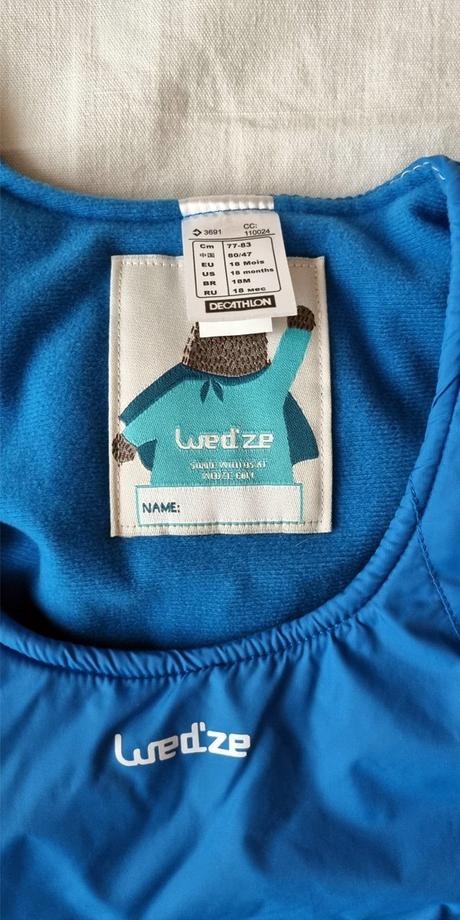 3691 CC:
110024
Cm 77-83
中国 80/47
EU 18 Mois
US 18 months
BR 18M
RU 18 мес
DECATHLON
Wed'ze
NAME:
Wed'ze